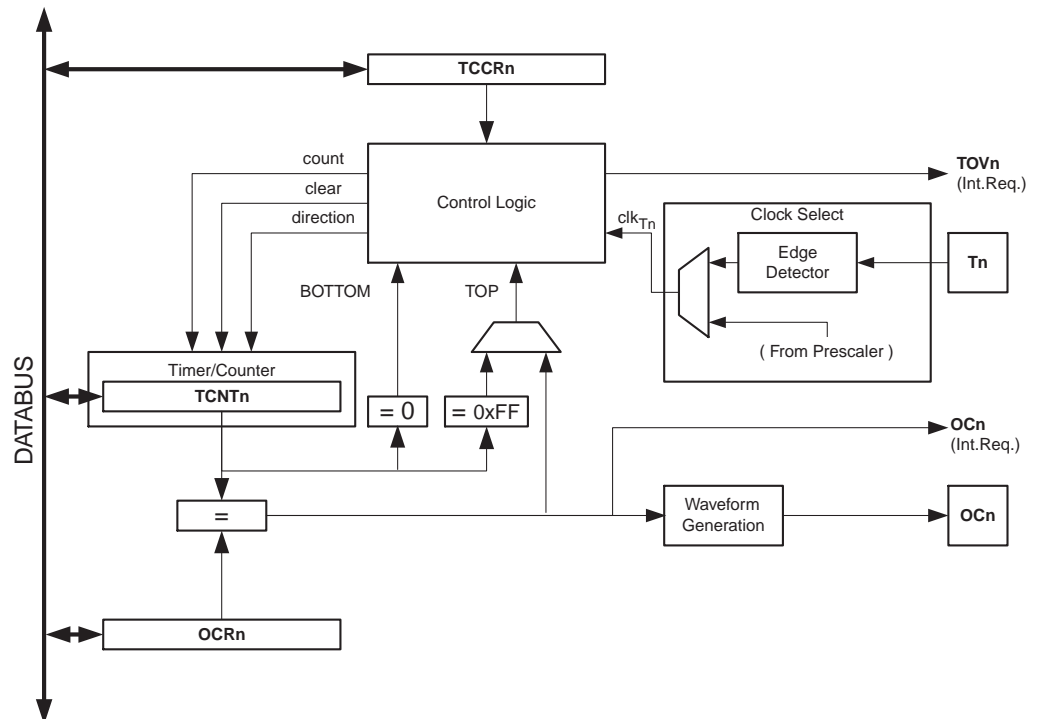 TCCRn
count
clear
direction
Control Logic
TOVn
(Int.Req.)
clkTn
Clock Select
Edge
Detector
Tn
( From Prescaler )
BOTTOM
TOP
DATABUS
Timer/Counter
TCNTn
= 0
= 0xFF
OCn
(Int.Req.)
=
Waveform
Generation
OCn
OCRn